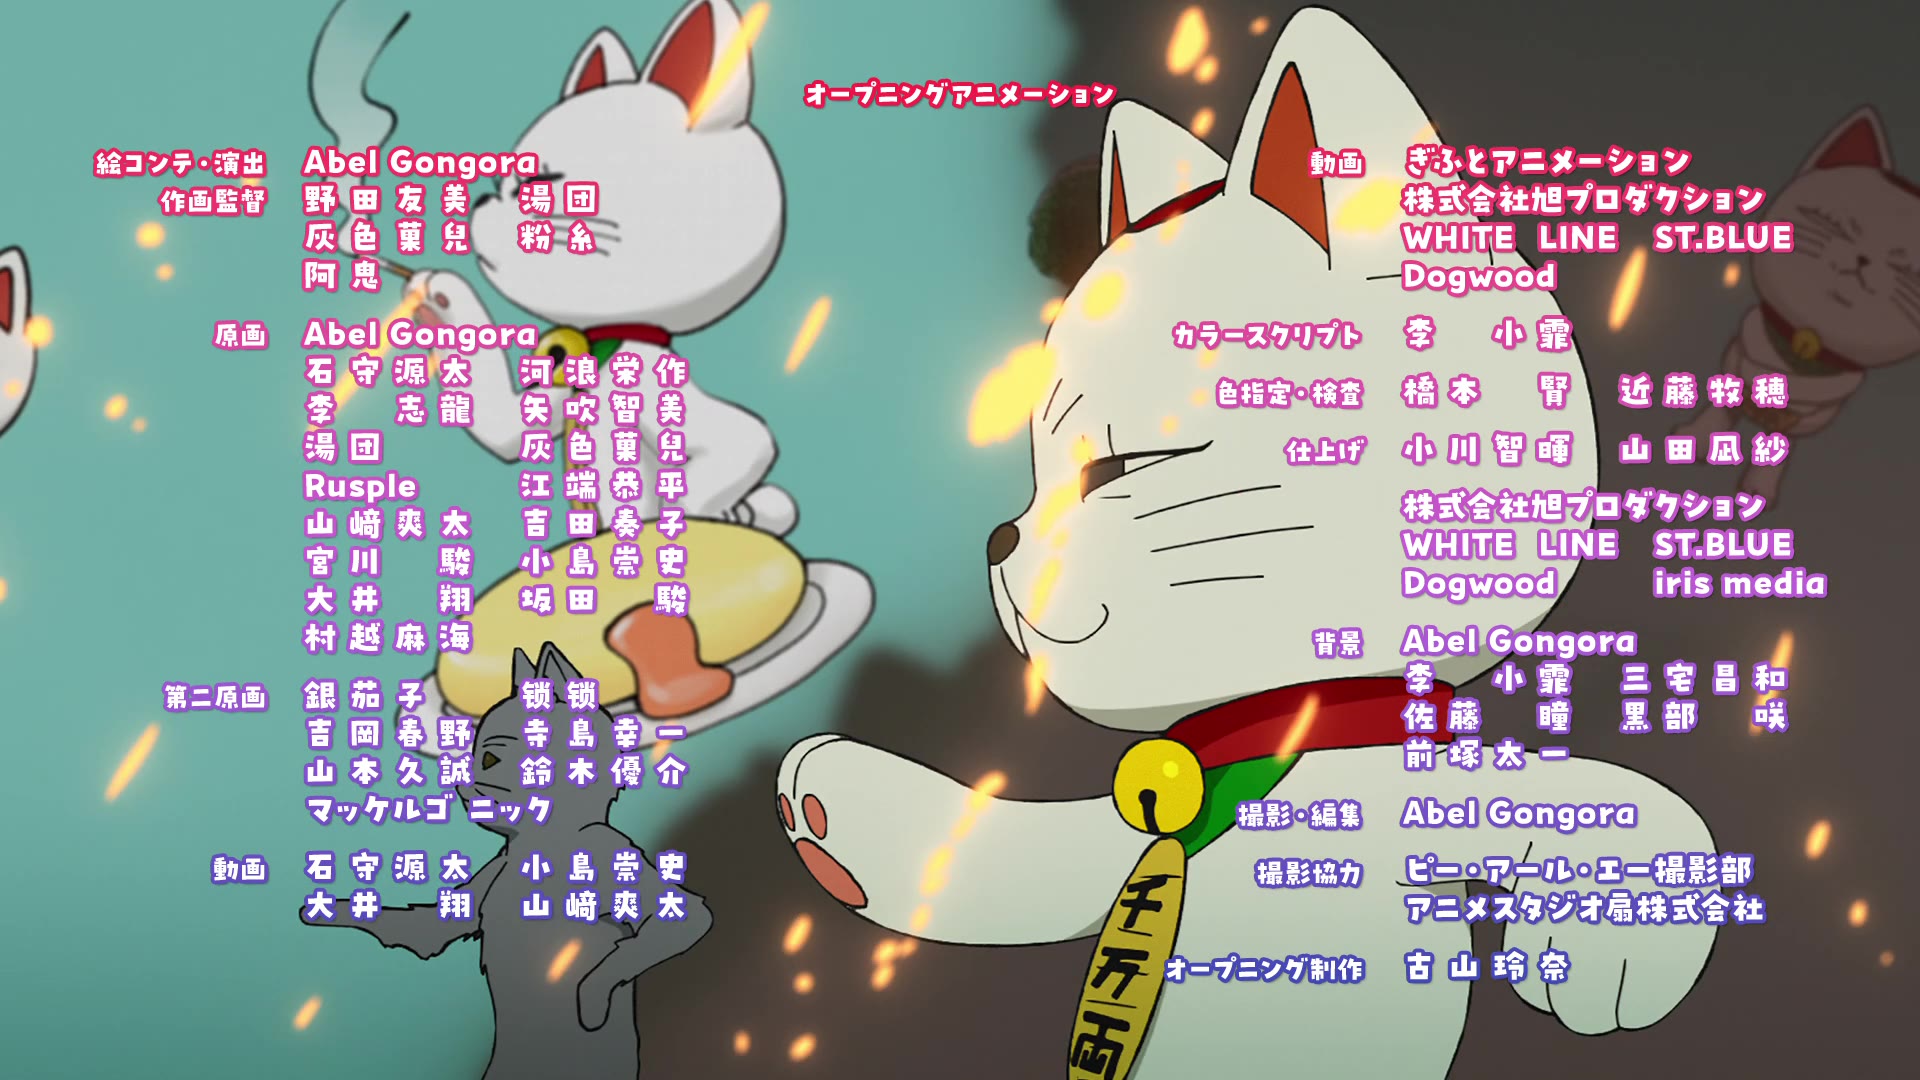 オープニングアニメーション
絵コンテ・演出 Abel Gongora
作画監督 野田友美 湯団
灰色菓兒 粉糸
阿鬼
原画 Abel Gongora
石守源太 河浪栄作
李 志龍 矢吹智美
湯団 灰色菓兒
Rusple 江端恭平
山﨑爽太 吉田奏子
宮川 駿 小島崇史
大井 翔 坂田 駿
村越麻海
第二原画 銀茄子 锁锁
吉岡春野 寺島幸一
山本久誠 鈴木優介
マッケルゴ ニック
動画 石守源太 小島崇史
大井 翔 山﨑爽太
動画 ぎふとアニメーション
株式会社旭プロダクション
WHITE LINE ST.BLUE
Dogwood
カラースクリプト 李 小霏
色指定・検査 橋本 賢 近藤牧穂
仕上げ 小川智暉 山田凪紗
株式会社旭プロダクション
WHITE LINE ST.BLUE
Dogwood iris media
背景 Abel Gongora
李 小霏 三宅昌和
佐藤 瞳 黒部 咲
前塚太一
撮影・編集 Abel Gongora
撮影協力 ピー・アール・エー撮影部
アニメスタジオ扇株式会社
オープニング制作 古山玲奈
千万両